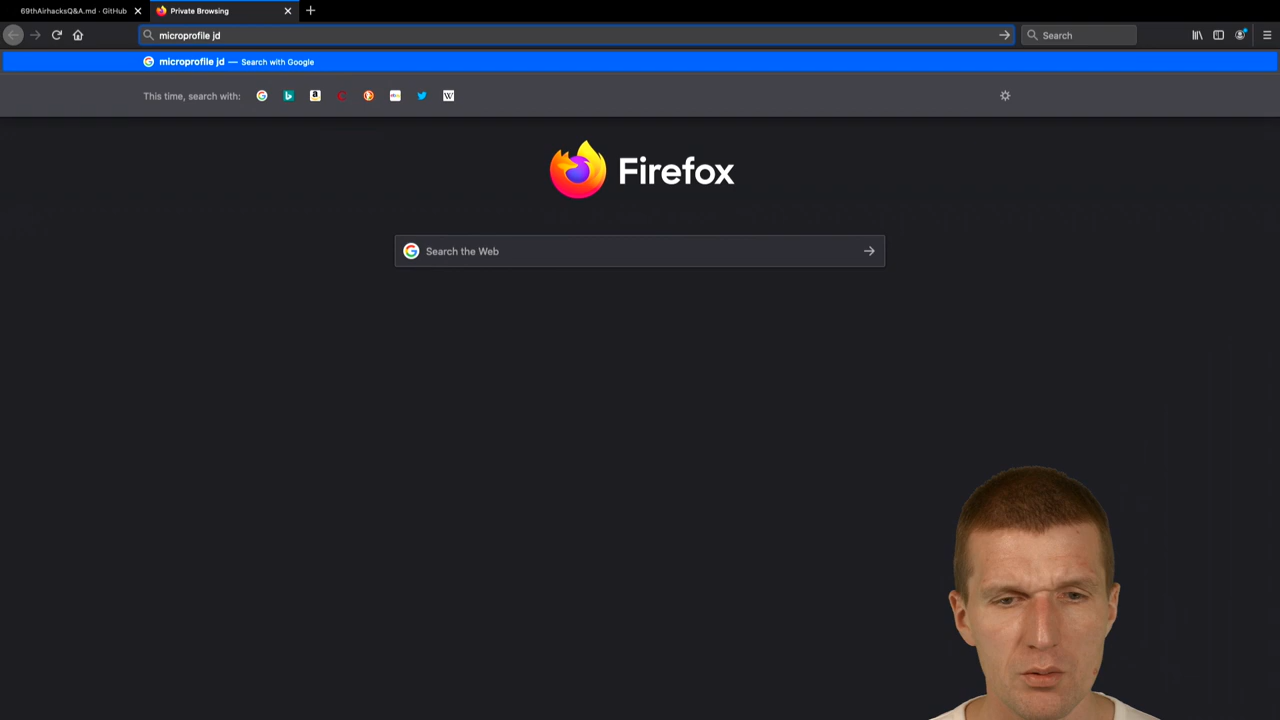 69thAirhacksQ&A.md · GitHub
Private Browsing
microprofile jd
Search
microprofile jd — Search with Google
This time, search with:
Firefox
Search the Web